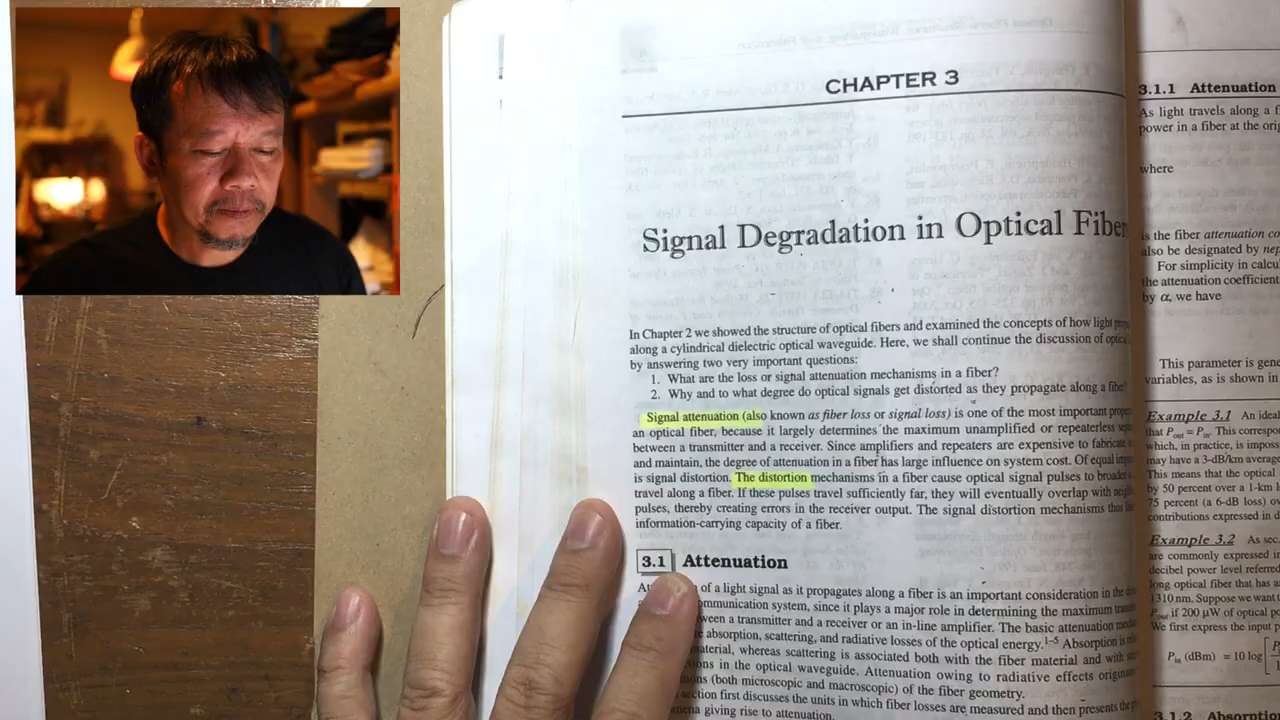 CHAPTER 3
Signal Degradation in Optical Fiber
In Chapter 2 we showed the structure of optical fibers and examined the concepts of how light
along a cylindrical dielectric optical waveguide. Here, we shall continue the discussion of
by answering two very important questions:
1. What are the loss or signal attenuation mechanisms in a fiber?
2. Why and to what degree do optical signals get distorted as they propagate along a
Signal attenuation (also known as fiber loss or signal loss) is one of the most important
an optical fiber, because it largely determines the maximum unamplified or repeaterless
between a transmitter and a receiver. Since amplifiers and repeaters are expensive to
and maintain, the degree of attenuation in a fiber has large influence on system cost. Of equal
is signal distortion. The distortion mechanisms in a fiber cause optical signal pulses to
travel along a fiber. If these pulses travel sufficiently far, they will eventually overlap with
pulses, thereby creating errors in the receiver output. The signal distortion mechanisms
information-carrying capacity of a fiber.
3.1 Attenuation
of a light signal as it propagates along a fiber is an important consideration in the
communication system, since it plays a major role in determining the maximum
between a transmitter and a receiver or an in-line amplifier. The basic attenuation
absorption, scattering, and radiative losses of the optical energy.1–5 Absorption is
material, whereas scattering is associated both with the fiber material and with
in the optical waveguide. Attenuation owing to radiative effects
(both microscopic and macroscopic) of the fiber geometry.
section first discusses the units in which fiber losses are measured and then presents the
giving rise to attenuation.
3.1.1 Attenuation
As light travels along a
power in a fiber at the
where
is the fiber attenuation
also be designated by
For simplicity in
the attenuation coefficient
by α, we have
This parameter is
variables, as is shown in
Example 3.1 An ideal
that Pout = Pin. This
which, in practice, is
may have a 3-dB/km
This means that the optical
by 50 percent over a 1-km
75 percent (a 6-dB loss)
contributions expressed in
Example 3.2 As
are commonly expressed in
decibel power level referred
long optical fiber that has
1310 nm. Suppose we want
Pout if 200 μW of optical
We first express the input
Pin (dBm) = 10 log [
3.1.2